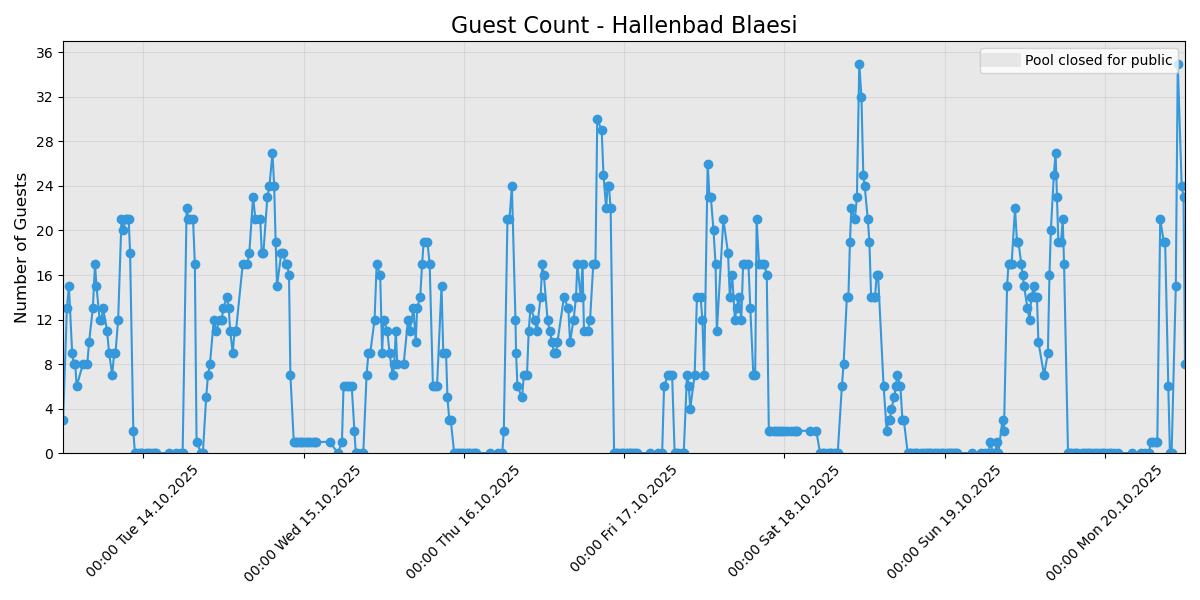 Guest Count - Hallenbad Blaesi
Pool closed for public
Number of Guests
36
32
28
24
20
16
12
8
4
0
00:00 Tue 14.10.2025
00:00 Wed 15.10.2025
00:00 Thu 16.10.2025
00:00 Fri 17.10.2025
00:00 Sat 18.10.2025
00:00 Sun 19.10.2025
00:00 Mon 20.10.2025